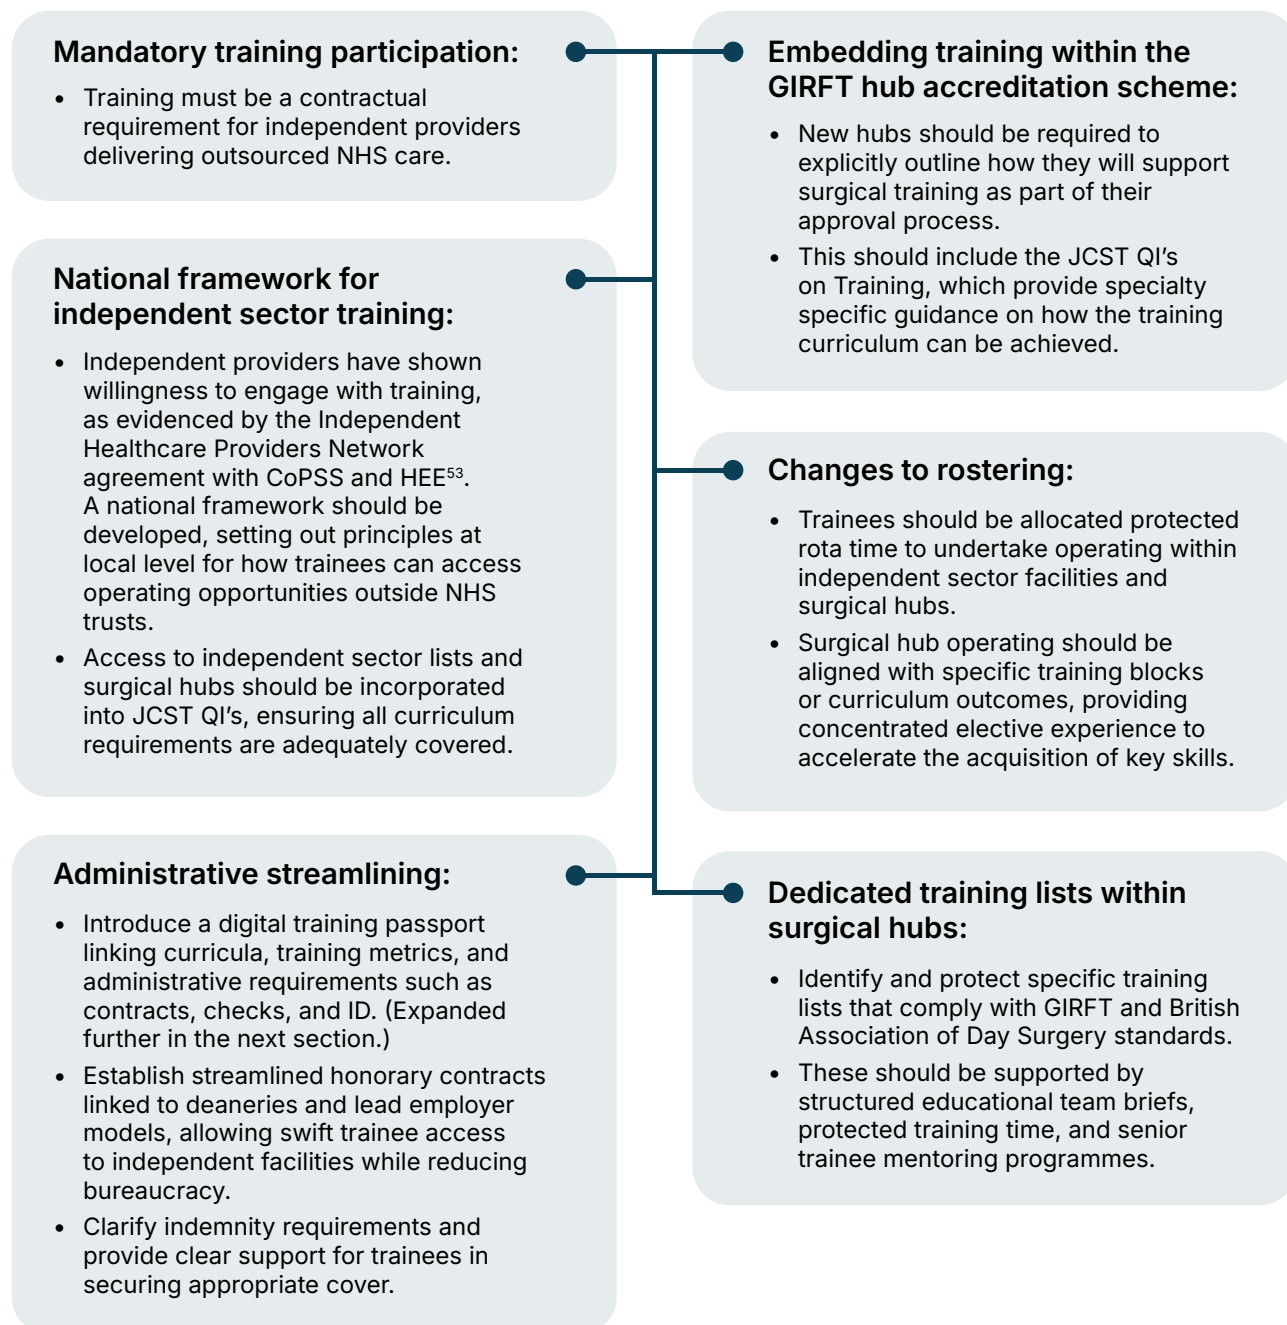 Mandatory training participation:
• Training must be a contractual
requirement for independent providers
delivering outsourced NHS care.
National framework for
independent sector training:
• Independent providers have shown
willingness to engage with training,
as evidenced by the Independent
Healthcare Providers Network
agreement with CoPSS and HEE⁵³.
A national framework should be
developed, setting out principles at
local level for how trainees can access
operating opportunities outside NHS
trusts.
• Access to independent sector lists and
surgical hubs should be incorporated
into JCST QI’s, ensuring all curriculum
requirements are adequately covered.
Administrative streamlining:
• Introduce a digital training passport
linking curricula, training metrics, and
administrative requirements such as
contracts, checks, and ID. (Expanded
further in the next section.)
• Establish streamlined honorary contracts
linked to deaneries and lead employer
models, allowing swift trainee access
to independent facilities while reducing
bureaucracy.
• Clarify indemnity requirements and
provide clear support for trainees in
securing appropriate cover.
Embedding training within the
GIRFT hub accreditation scheme:
• New hubs should be required to
explicitly outline how they will support
surgical training as part of their
approval process.
• This should include the JCST QI’s
on Training, which provide specialty
specific guidance on how the training
curriculum can be achieved.
Changes to rostering:
• Trainees should be allocated protected
rota time to undertake operating within
independent sector facilities and
surgical hubs.
• Surgical hub operating should be
aligned with specific training blocks
or curriculum outcomes, providing
concentrated elective experience to
accelerate the acquisition of key skills.
Dedicated training lists within
surgical hubs:
• Identify and protect specific training
lists that comply with GIRFT and British
Association of Day Surgery standards.
• These should be supported by
structured educational team briefs,
protected training time, and senior
trainee mentoring programmes.